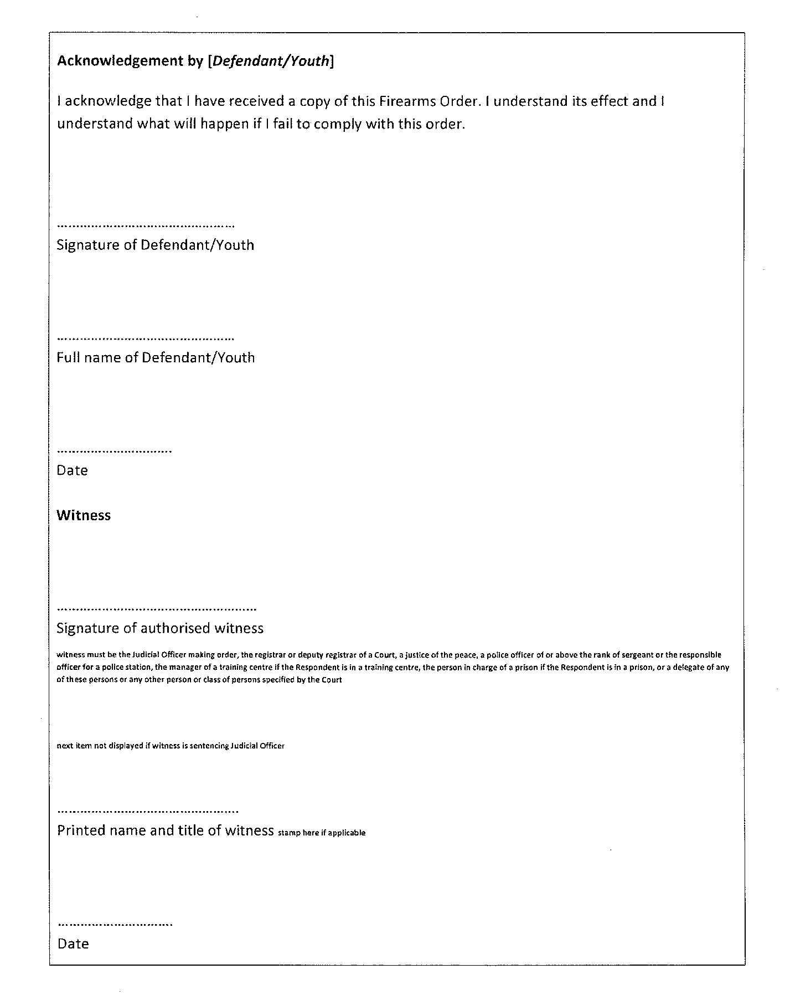 Acknowledgement by [Defendant/Youth]
I acknowledge that I have received a copy of this Firearms Order. I understand its effect and I
understand what will happen if I fail to comply with this order.
................................................
Signature of Defendant/Youth
................................................
Full name of Defendant/Youth
...............................
Date
Witness
......................................................
Signature of authorised witness
witness must be the Judicial Officer making order, the registrar or deputy registrar of a Court, a justice of the peace, a police officer of or above the rank of sergeant or the responsible
officer for a police station, the manager of a training centre if the Respondent is in a training centre, the person in charge of a prison if the Respondent is in a prison, or a delegate of any
of these persons or any other person or class of persons specified by the Court
next item not displayed if witness is sentencing Judicial Officer
.................................................
Printed name and title of witness stamp here if applicable
...............................
Date